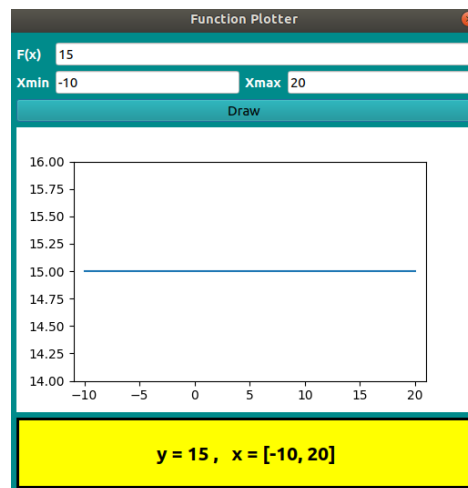 Function Plotter
F(x) 15
Xmin -10 Xmax 20
Draw
16.00
15.75
15.50
15.25
15.00
14.75
14.50
14.25
14.00
−10 −5 0 5 10 15 20
y = 15 , x = [-10, 20]